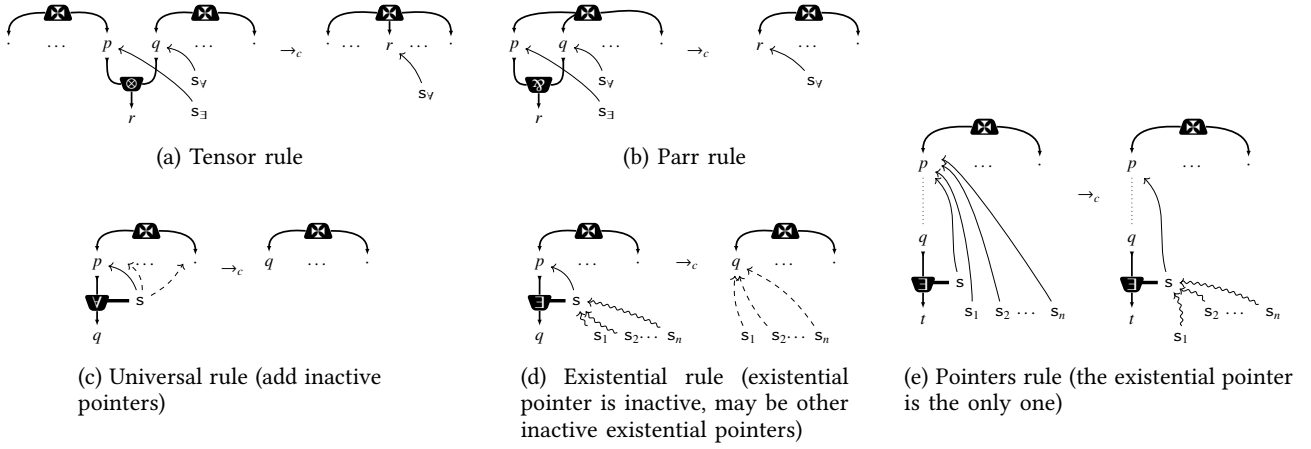 · … p q … · →c · … r … ·
⊗ s∀ s∀
s∃
r
(a) Tensor rule
p q … · →c r … ·
⅋ s∀ s∀
s∃
r
(b) Parr rule
p … · →c q … ·
∀ s
q
(c) Universal rule (add inactive
pointers)
p … · →c q … ·
∃ s
q s1 s2 … sn s1 s2 … sn
(d) Existential rule (existential
pointer is inactive, may be other
inactive existential pointers)
p … · →c p … ·
q q
∃ s ∃ s
t s1 s2 … sn t s2 … sn
s1
(e) Pointers rule (the existential pointer
is the only one)